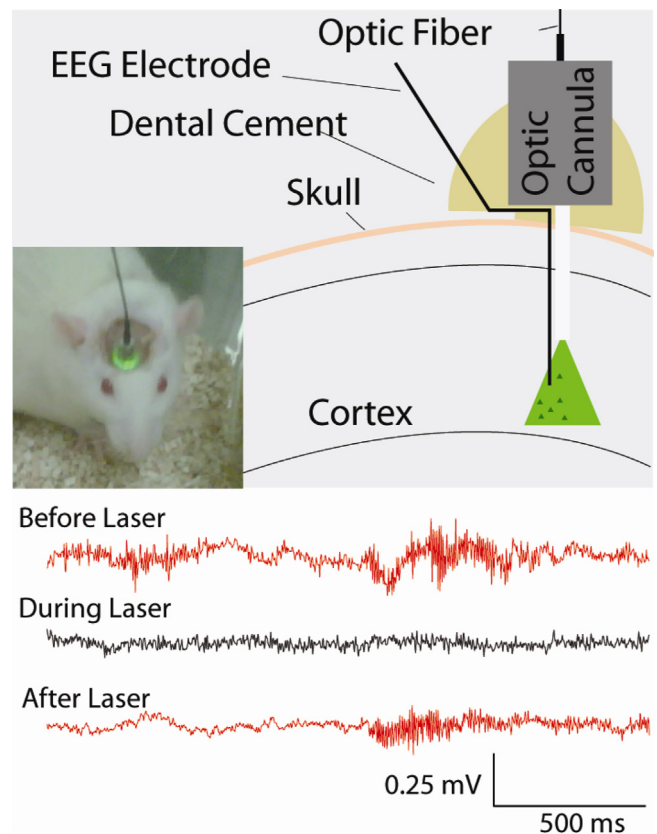 Optic Fiber
EEG Electrode
Dental Cement
Optic
Cannula
Skull
Cortex
Before Laser
During Laser
After Laser
0.25 mV
500 ms